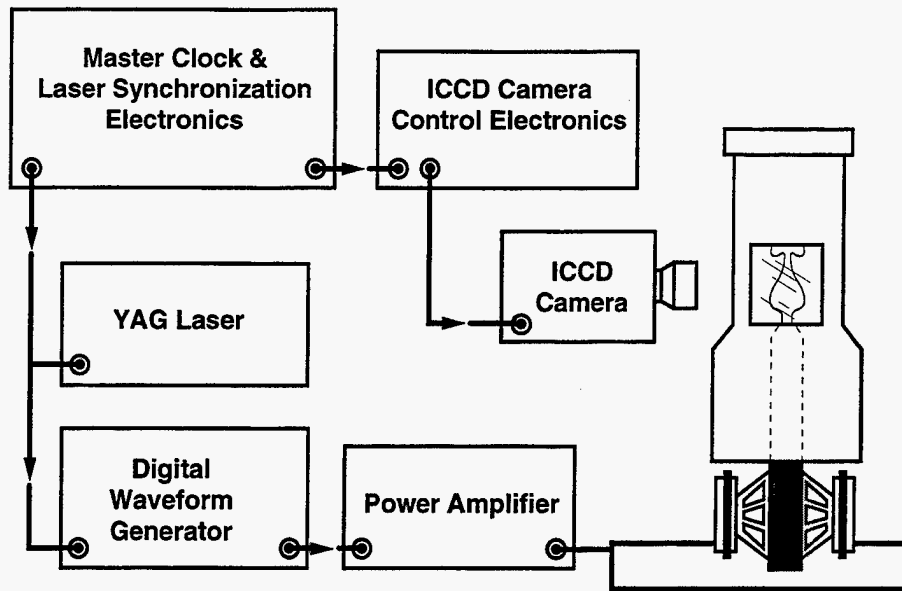 Master Clock &
Laser Synchronization
Electronics
ICCD Camera
Control Electronics
ICCD
Camera
YAG Laser
Digital
Waveform
Generator
Power Amplifier